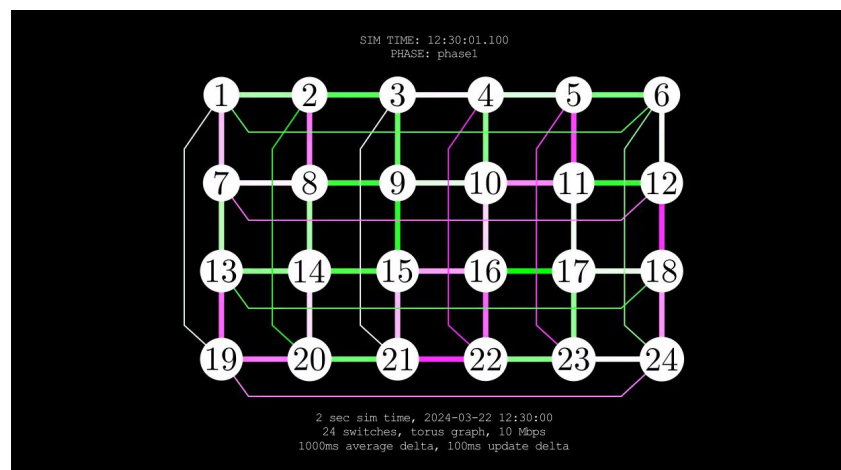 SIM TIME: 12:30:01.100
PHASE: phase1
1 2 3 4 5 6
7 8 9 10 11 12
13 14 15 16 17 18
19 20 21 22 23 24
2 sec sim time, 2024-03-22 12:30:00
24 switches, torus graph, 10 Mbps
1000ms average delta, 100ms update delta